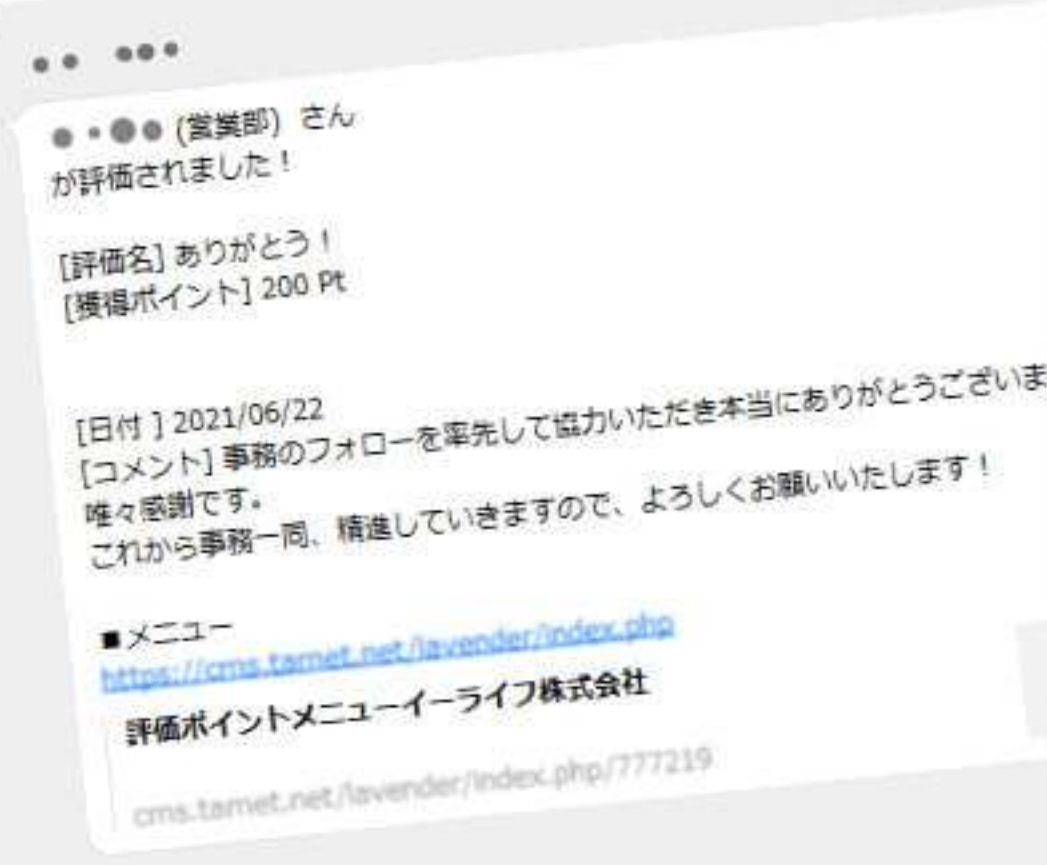 (営業部) さん
が評価されました！
[評価名] ありがとう！
[獲得ポイント] 200 Pt
[日付 ] 2021/06/22
[コメント] 事務のフォローを率先して協力いただき本当にありがとうございま
唯々感謝です。
これから事務一同、精進していきますので、よろしくお願いいたします！
■メニュー
https://cms.tamet.net/lavender/index.php
評価ポイントメニューイーライフ株式会社
cms.tamet.net/lavender/index.php/777219